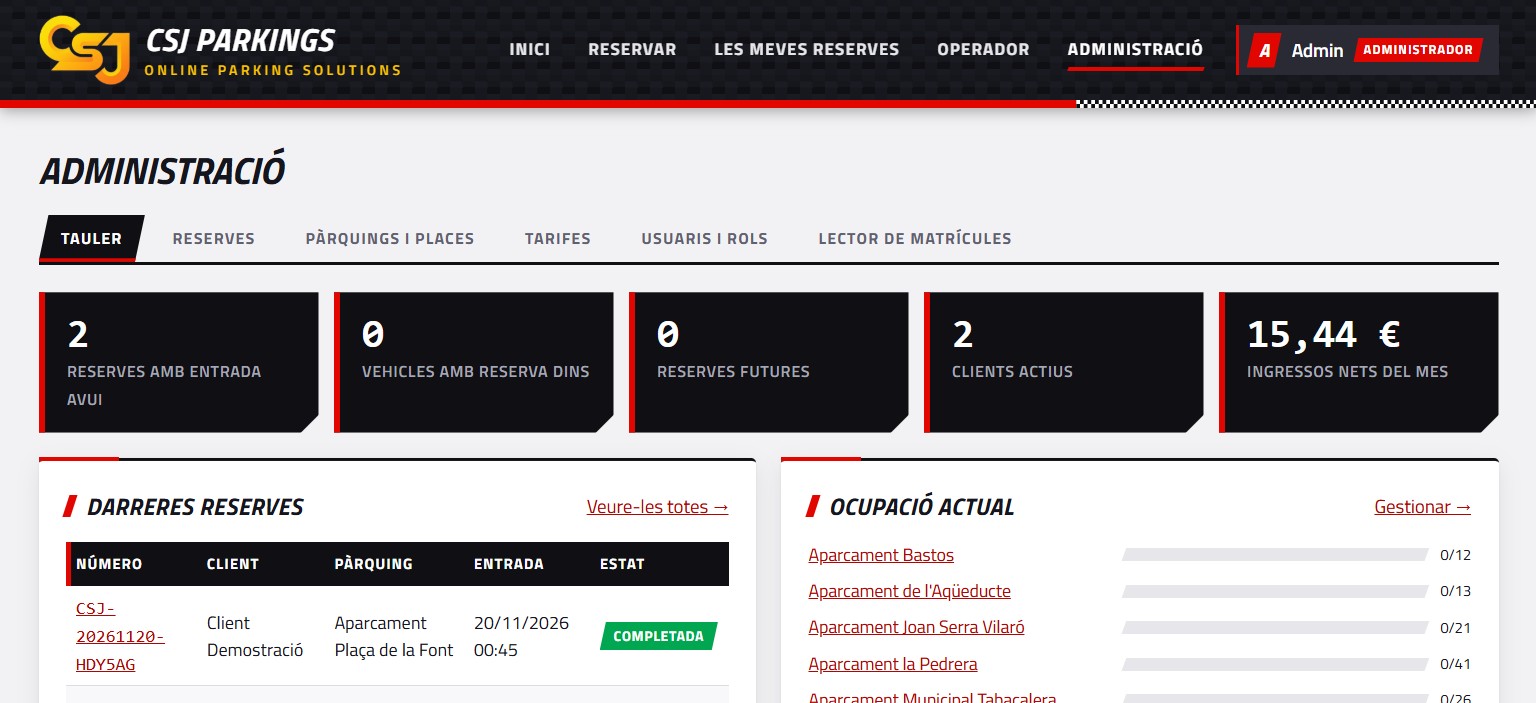 CSJ CSJ PARKINGS
ONLINE PARKING SOLUTIONS
INICI RESERVAR LES MEVES RESERVES OPERADOR ADMINISTRACIÓ A Admin ADMINISTRADOR
ADMINISTRACIÓ
TAULER RESERVES PÀRQUINGS I PLACES TARIFES USUARIS I ROLS LECTOR DE MATRÍCULES
2
RESERVES AMB ENTRADA
AVUI
0
VEHICLES AMB RESERVA DINS
0
RESERVES FUTURES
2
CLIENTS ACTIUS
15,44 €
INGRESSOS NETS DEL MES
DARRERES RESERVES Veure-les totes →
NÚMERO CLIENT PÀRQUING ENTRADA ESTAT
CSJ-
20261120-
HDY5AG
Client
Demostració
Aparcament
Plaça de la Font
20/11/2026
00:45
COMPLETADA
OCUPACIÓ ACTUAL Gestionar →
Aparcament Bastos 0/12
Aparcament de l'Aqüeducte 0/13
Aparcament Joan Serra Vilaró 0/21
Aparcament la Pedrera 0/41
Aparcament Municipal Tabacalera 0/26